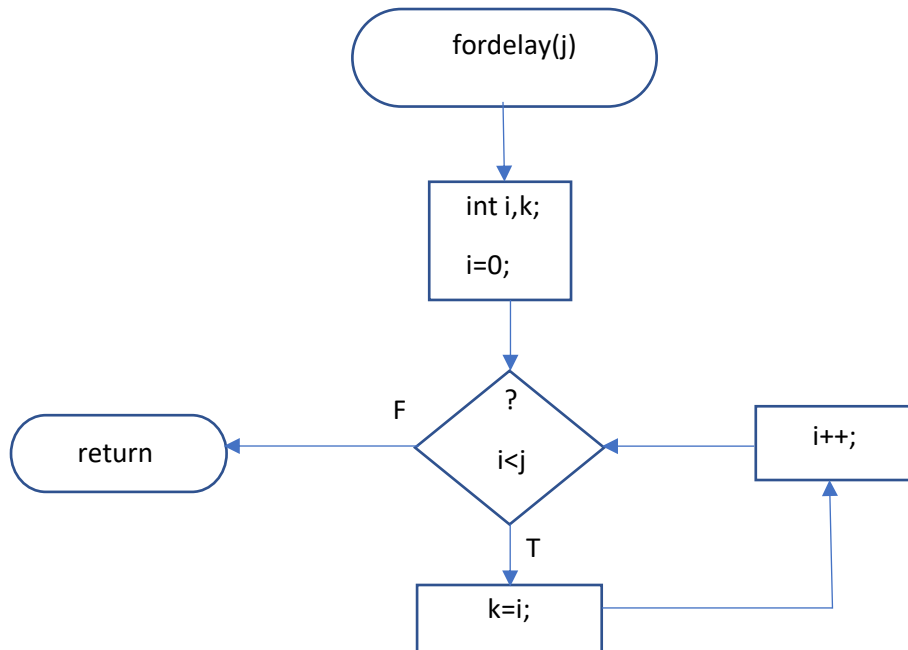 fordelay(j)
int i,k;
i=0;
?
i<j
F
return
i++;
T
k=i;